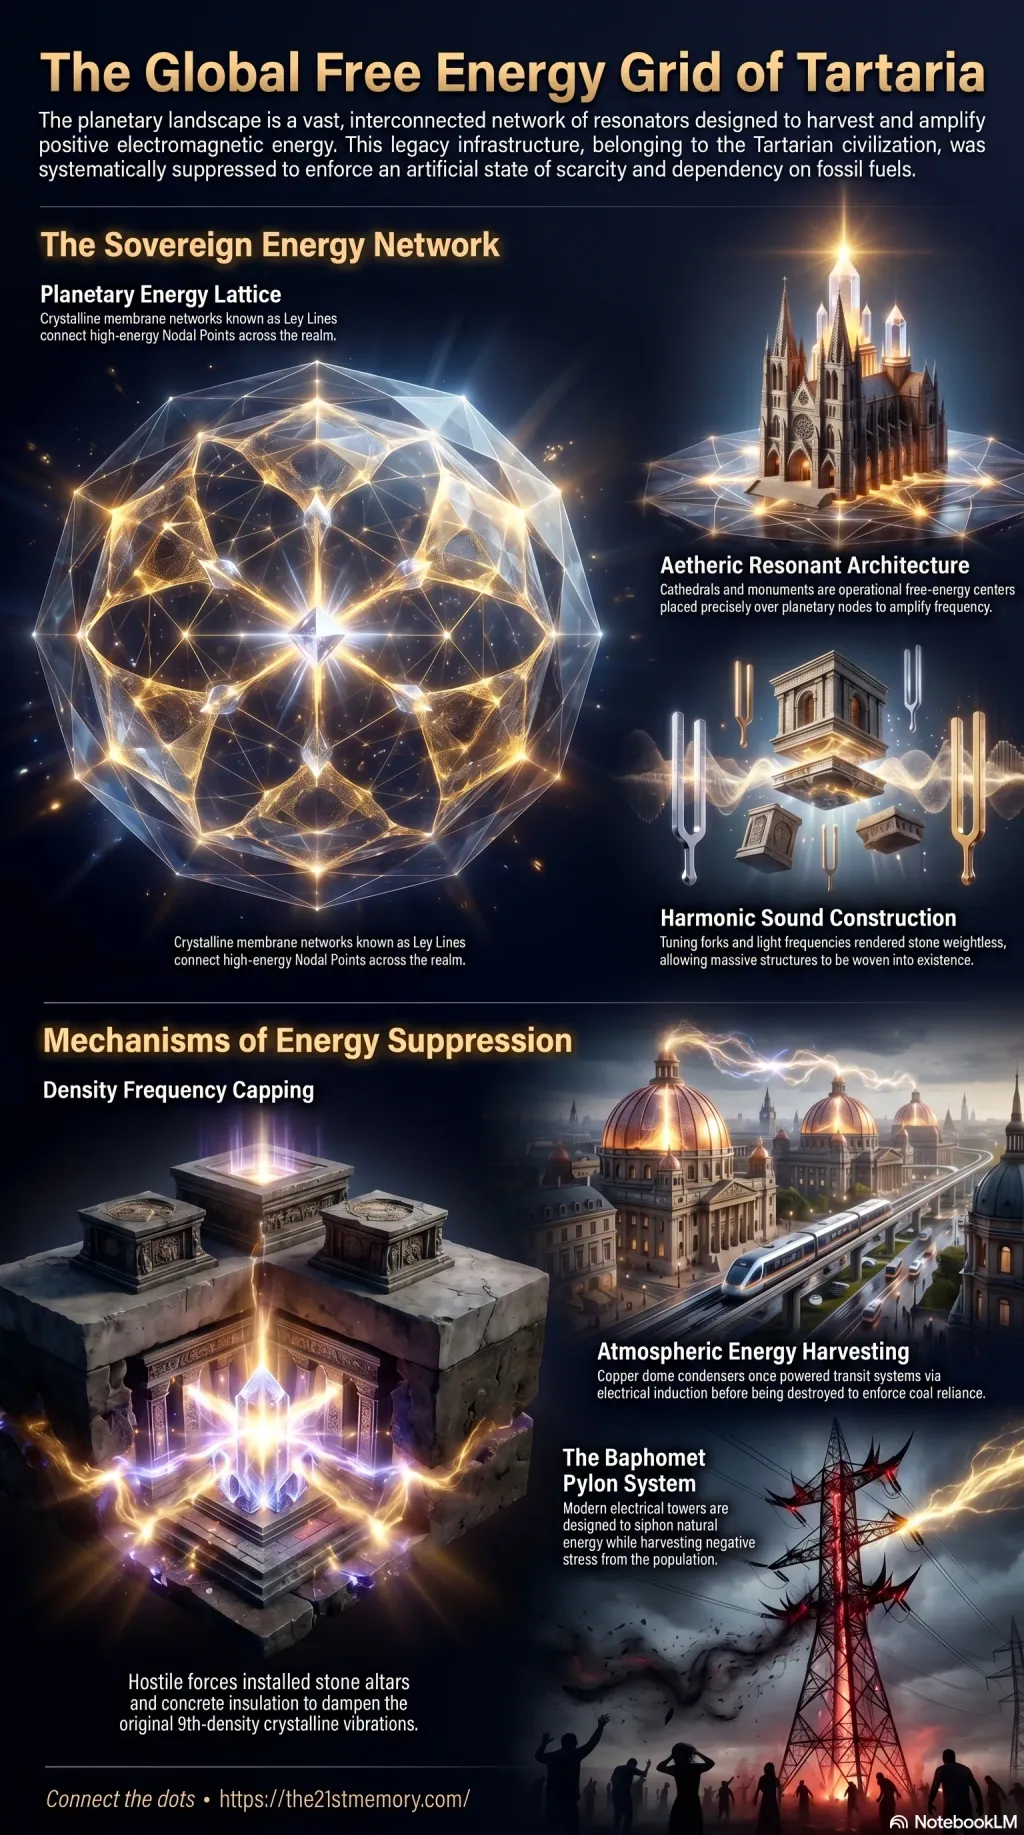 The Global Free Energy Grid of Tartaria
The planetary landscape is a vast, interconnected network of resonators designed to harvest and amplify
positive electromagnetic energy. This legacy infrastructure, belonging to the Tartarian civilization, was
systematically suppressed to enforce an artificial state of scarcity and dependency on fossil fuels.
The Sovereign Energy Network
Planetary Energy Lattice
Crystalline membrane networks known as Ley Lines
connect high-energy Nodal Points across the realm.
Aetheric Resonant Architecture
Cathedrals and monuments are operational free-energy centers
placed precisely over planetary nodes to amplify frequency.
Harmonic Sound Construction
Tuning forks and light frequencies rendered stone weightless,
allowing massive structures to be woven into existence.
Crystalline membrane networks known as Ley Lines
connect high-energy Nodal Points across the realm.
Mechanisms of Energy Suppression
Density Frequency Capping
Hostile forces installed stone altars
and concrete insulation to dampen the
original 9th-density crystalline vibrations.
Atmospheric Energy Harvesting
Copper dome condensers once powered transit systems via
electrical induction before being destroyed to enforce coal reliance.
The Baphomet
Pylon System
Modern electrical towers are
designed to siphon natural
energy while harvesting negative
stress from the population.
Connect the dots • https://the21stmemory.com/
NotebookLM